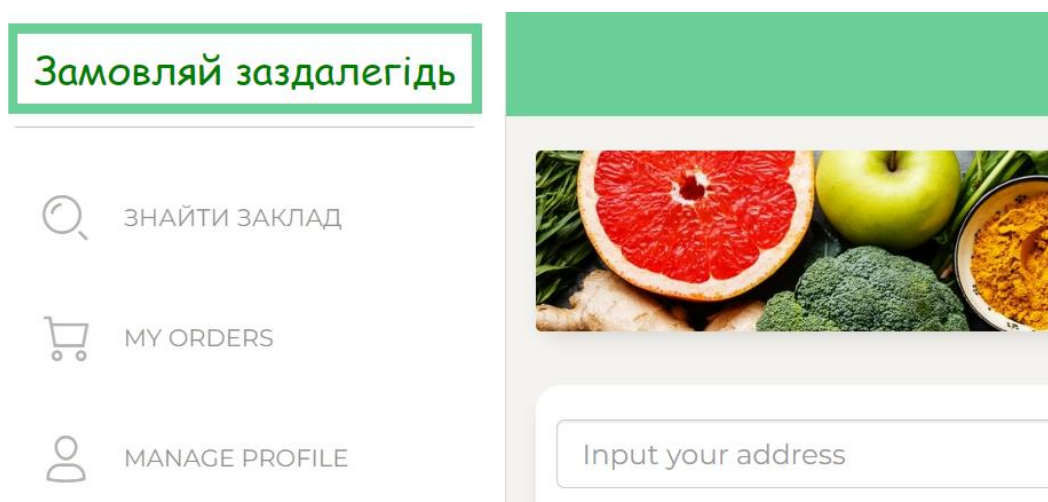 Замовляй заздалегідь
ЗНАЙТИ ЗАКЛАД
MY ORDERS
MANAGE PROFILE
Input your address